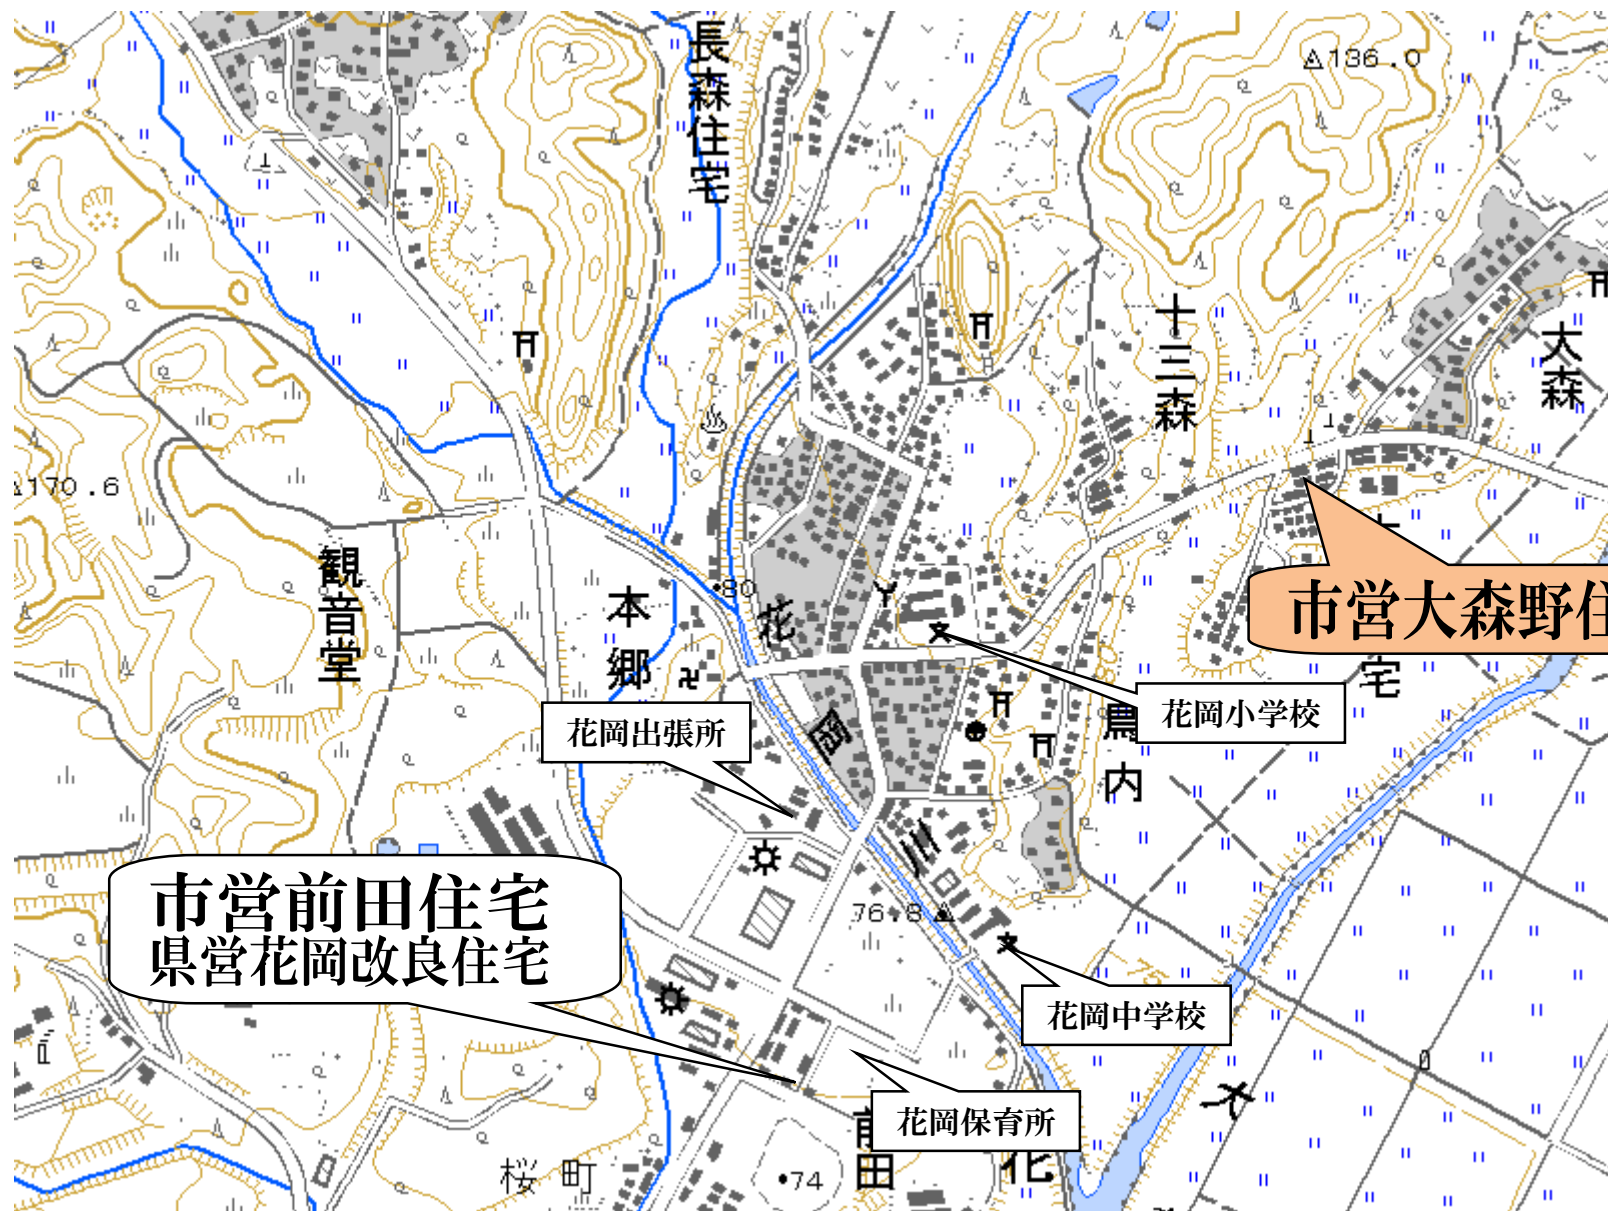 長森住宅
136.0
十三森
大森
170.6
観音堂
本郷
80
花
岡
市営大森野住
宅
花岡小学校
花岡出張所
鳥内
川
市営前田住宅
県営花岡改良住宅
76.8
花岡中学校
75
大
花岡保育所
前田
花
桜町
74